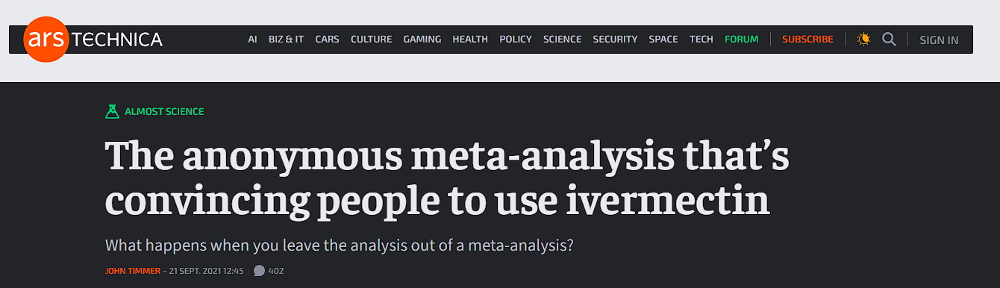 ars TECHNICA AI BIZ & IT CARS CULTURE GAMING HEALTH POLICY SCIENCE SECURITY SPACE TECH FORUM SUBSCRIBE SIGN IN
ALMOST SCIENCE
The anonymous meta-analysis that’s
convincing people to use ivermectin
What happens when you leave the analysis out of a meta-analysis?
JOHN TIMMER – 21 SEPT. 2021 12:45 402